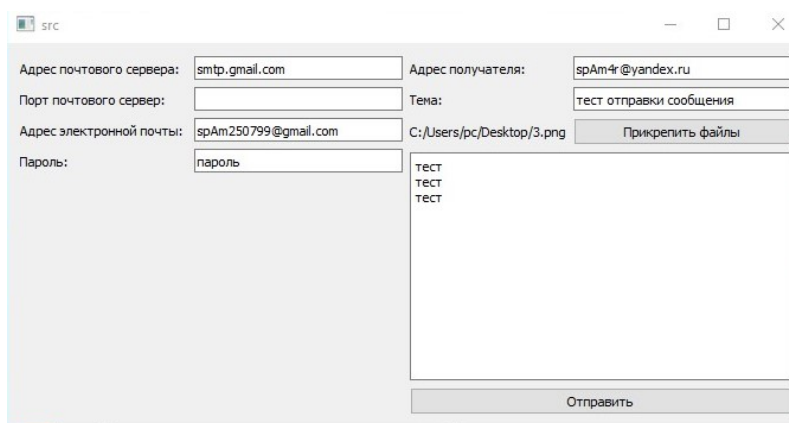 src
Адрес почтового сервера: smtp.gmail.com
Порт почтового сервер:
Адрес электронной почты: spAm250799@gmail.com
Пароль: пароль
Адрес получателя: spAm4r@yandex.ru
Тема: тест отправки сообщения
C:/Users/pc/Desktop/3.png Прикрепить файлы
тест
тест
тест
Отправить